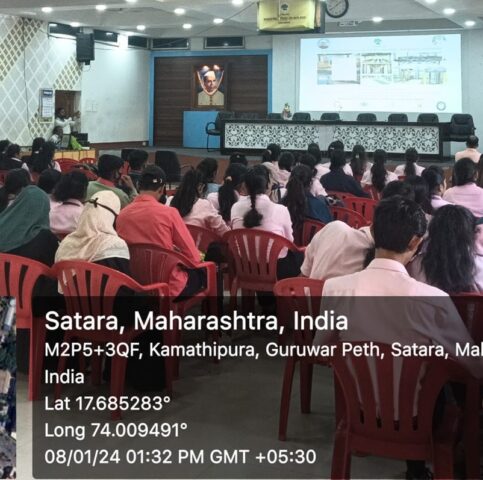 Satara, Maharashtra, India
M2P5+3QF, Kamathipura, Guruwar Peth, Satara, Mal
India
Lat 17.685283°
Long 74.009491°
08/01/24 01:32 PM GMT +05:30